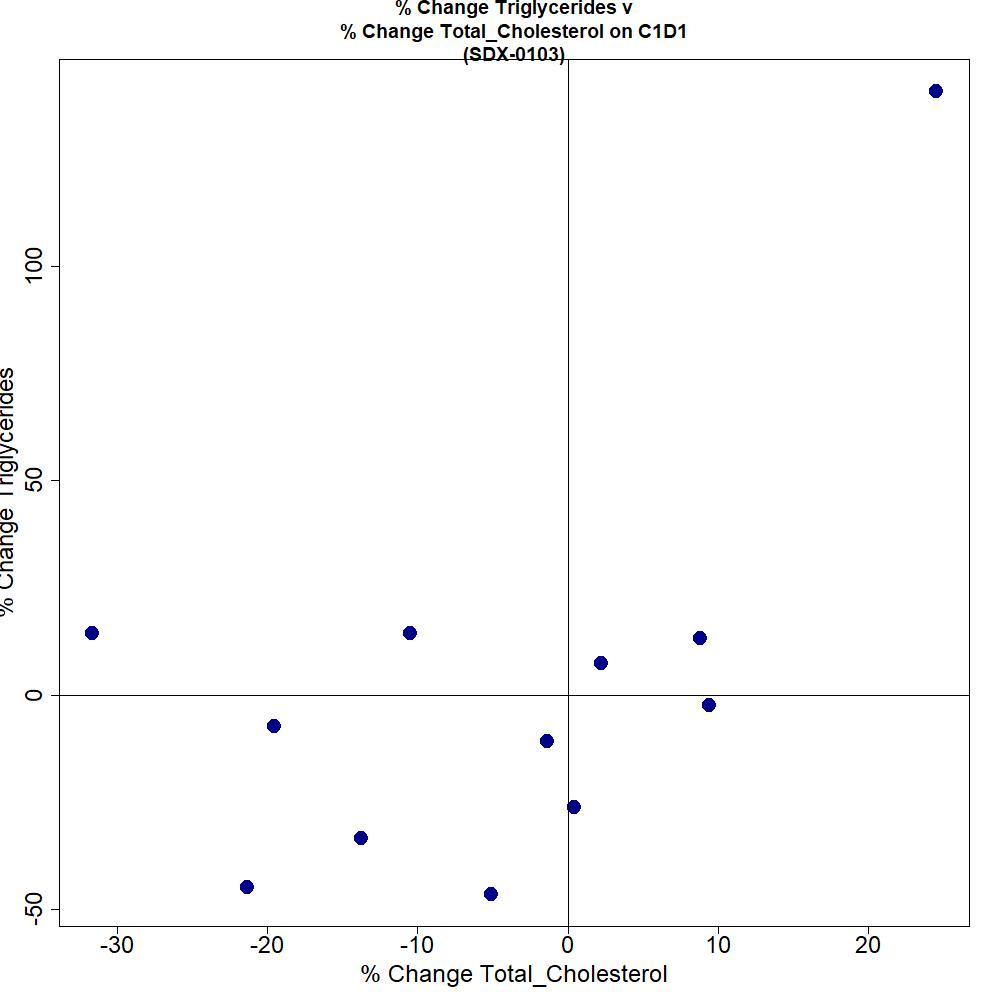 % Change Triglycerides v
% Change Total_Cholesterol on C1D1
(SDX-0103)
% Change Triglycerides
100
50
0
-50
-30
-20
-10
0
10
20
% Change Total_Cholesterol